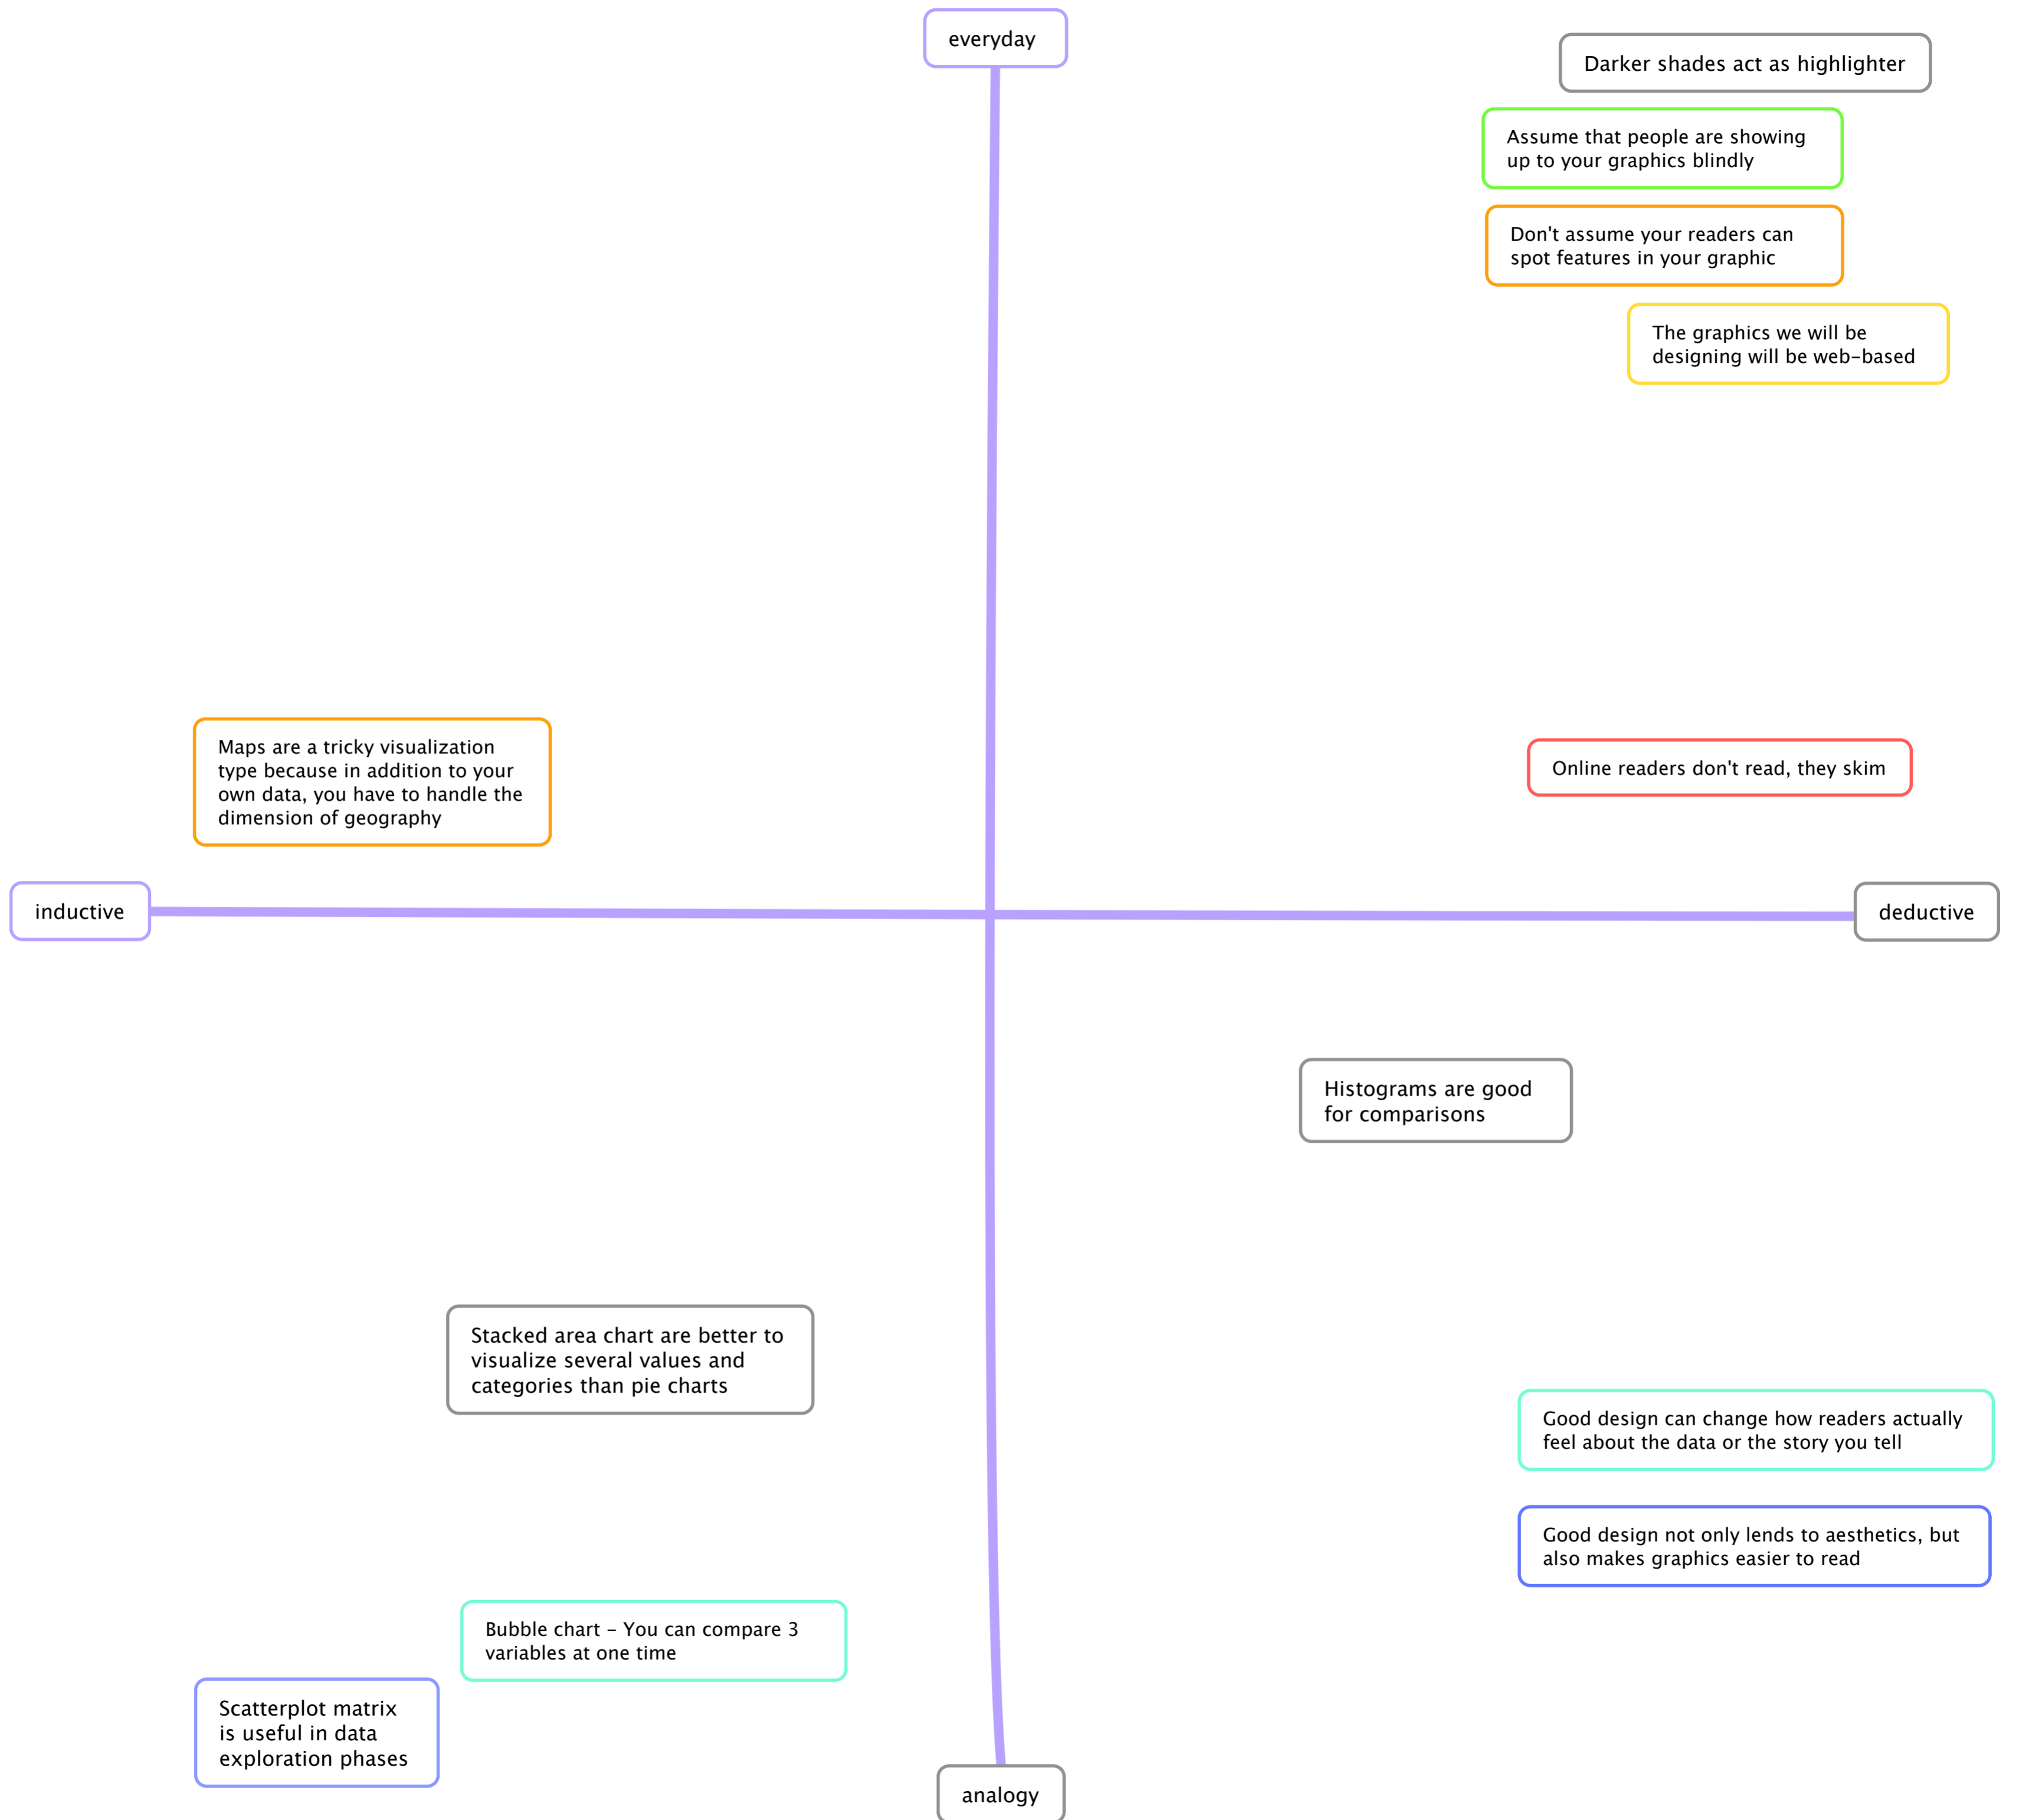 everyday
Darker shades act as highlighter
Assume that people are showing
up to your graphics blindly
Don't assume your readers can
spot features in your graphic
The graphics we will be
designing will be web-based
Maps are a tricky visualization
type because in addition to your
own data, you have to handle the
dimension of geography
Online readers don't read, they skim
inductive
deductive
Histograms are good
for comparisons
Stacked area chart are better to
visualize several values and
categories than pie charts
Good design can change how readers actually
feel about the data or the story you tell
Good design not only lends to aesthetics, but
also makes graphics easier to read
Bubble chart - You can compare 3
variables at one time
Scatterplot matrix
is useful in data
exploration phases
analogy